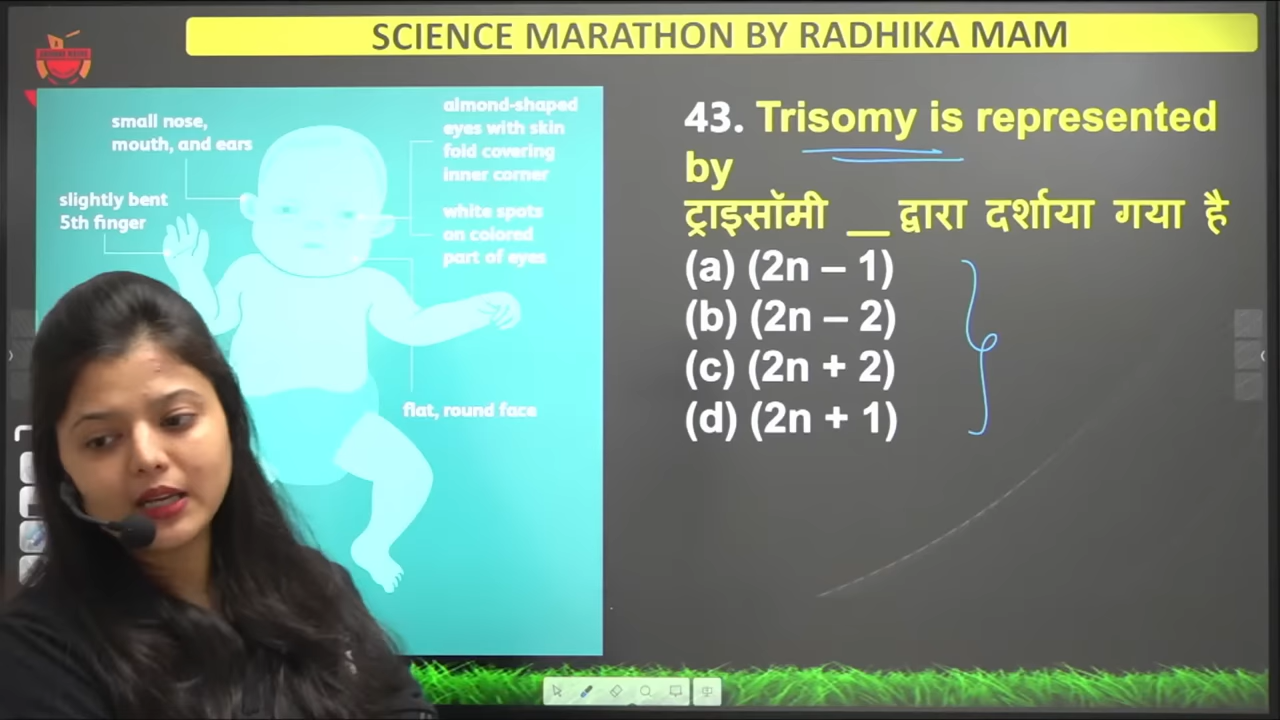 SCIENCE MARATHON BY RADHIKA MAM
small nose,
mouth, and ears
slightly bent
5th finger
almond-shaped
eyes with skin
fold covering
inner corner
white spots
on colored
part of eyes
flat, round face
43. Trisomy is represented
by
ट्राइसॉमी __ द्वारा दर्शाया गया है
(a) (2n – 1)
(b) (2n – 2)
(c) (2n + 2)
(d) (2n + 1)